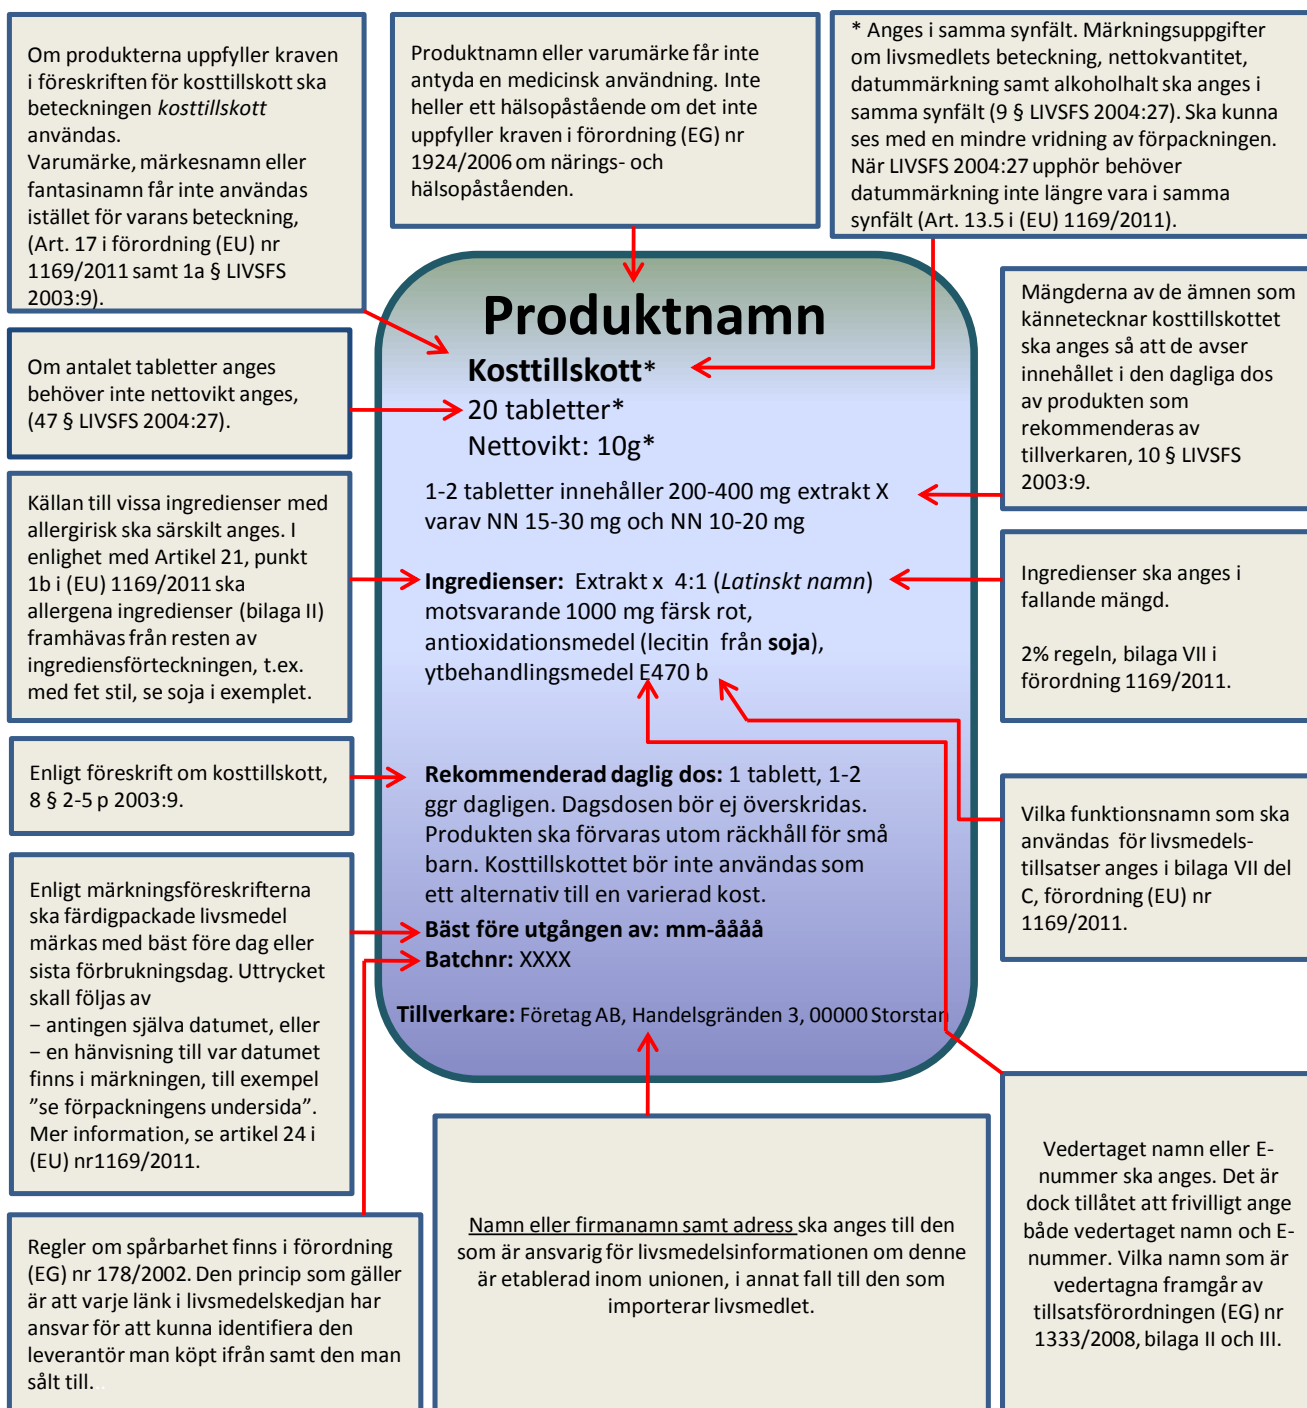 Om produkterna uppfyller kraven
i föreskriften för kosttillskott ska
beteckningen kosttillskott
användas.
Varumärke, märkesnamn eller
fantasinamn får inte användas
istället för varans beteckning,
(Art. 17 i förordning (EU) nr
1169/2011 samt 1a § LIVSFS
2003:9).
Produktnamn eller varumärke får inte
antyda en medicinsk användning. Inte
heller ett hälsopåstående om det inte
uppfyller kraven i förordning (EG) nr
1924/2006 om närings- och
hälsopåståenden.
* Anges i samma synfält. Märkningsuppgifter
om livsmedlets beteckning, nettokvantitet,
datummärkning samt alkoholhalt ska anges i
samma synfält (9 § LIVSFS 2004:27). Ska kunna
ses med en mindre vridning av förpackningen.
När LIVSFS 2004:27 upphör behöver
datummärkning inte längre vara i samma
synfält (Art. 13.5 i (EU) 1169/2011).
Om antalet tabletter anges
behöver inte nettovikt anges,
(47 § LIVSFS 2004:27).
Källan till vissa ingredienser med
allergirisk ska särskilt anges. I
enlighet med Artikel 21, punkt
1b i (EU) 1169/2011 ska
allergena ingredienser (bilaga II)
framhävas från resten av
ingrediensförteckningen, t.ex.
med fet stil, se soja i exemplet.
Enligt föreskrift om kosttillskott,
8 § 2-5 p 2003:9.
Enligt märkningsföreskrifterna
ska färdigpackade livsmedel
märkas med bäst före dag eller
sista förbrukningsdag. Uttrycket
skall följas av
− antingen själva datumet, eller
− en hänvisning till var datumet
finns i märkningen, till exempel
”se förpackningens undersida”.
Mer information, se artikel 24 i
(EU) nr1169/2011.
Regler om spårbarhet finns i förordning
(EG) nr 178/2002. Den princip som gäller
är att varje länk i livsmedelskedjan har
ansvar för att kunna identifiera den
leverantör man köpt ifrån samt den man
sålt till.
Produktnamn
Kosttillskott*
20 tabletter*
Nettovikt: 10g*
1-2 tabletter innehåller 200-400 mg extrakt X
varav NN 15-30 mg och NN 10-20 mg
Ingredienser: Extrakt x 4:1 (Latinskt namn)
motsvarande 1000 mg färsk rot,
antioxidationsmedel (lecitin från soja),
ytbehandlingsmedel E470 b
Rekommenderad daglig dos: 1 tablett, 1-2
ggr dagligen. Dagsdosen bör ej överskridas.
Produkten ska förvaras utom räckhåll för små
barn. Kosttillskottet bör inte användas som
ett alternativ till en varierad kost.
Bäst före utgången av: mm-åååå
Batchnr: XXXX
Tillverkare: Företag AB, Handelsgränden 3, 00000 Storstan
Mängderna av de ämnen som
kännetecknar kosttillskottet
ska anges så att de avser
innehållet i den dagliga dos
av produkten som
rekommenderas av
tillverkaren, 10 § LIVSFS
2003:9.
Ingredienser ska anges i
fallande mängd.
2% regeln, bilaga VII i
förordning 1169/2011.
Vilka funktionsnamn som ska
användas för livsmedels-
tillsatser anges i bilaga VII del
C, förordning (EU) nr
1169/2011.
Namn eller firmanamn samt adress ska anges till den
som är ansvarig för livsmedelsinformationen om denne
är etablerad inom unionen, i annat fall till den som
importerar livsmedlet.
Vedertaget namn eller E-
nummer ska anges. Det är
dock tillåtet att frivilligt ange
både vedertaget namn och E-
nummer. Vilka namn som är
vedertagna framgår av
tillsatsförordningen (EG) nr
1333/2008, bilaga II och III.